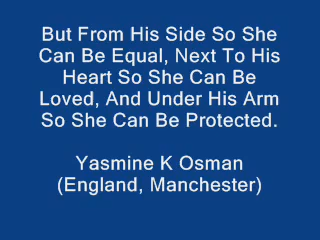 But From His Side So She
Can Be Equal, Next To His
Heart So She Can Be
Loved, And Under His Arm
So She Can Be Protected.
Yasmine K Osman
(England, Manchester)